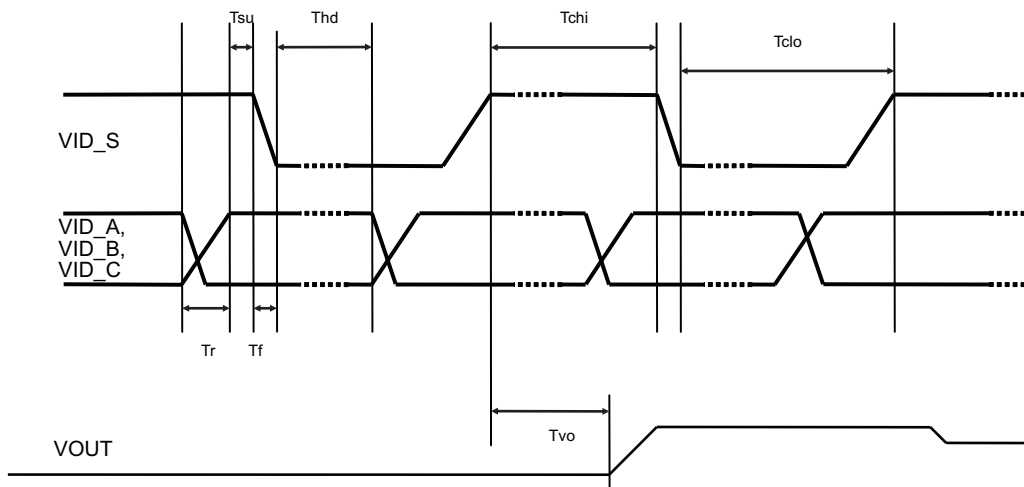 Tsu
Thd
Tchi
Tclo
VID_S
VID_A,
VID_B,
VID_C
Tr
Tf
Tvo
VOUT